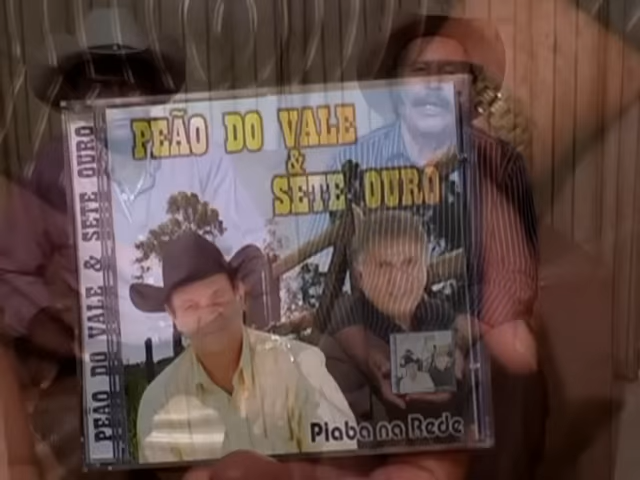 PEÃO DO VALE
&
SETE OURO
PEÃO DO VALE & SETE OURO
Piaba na Rede